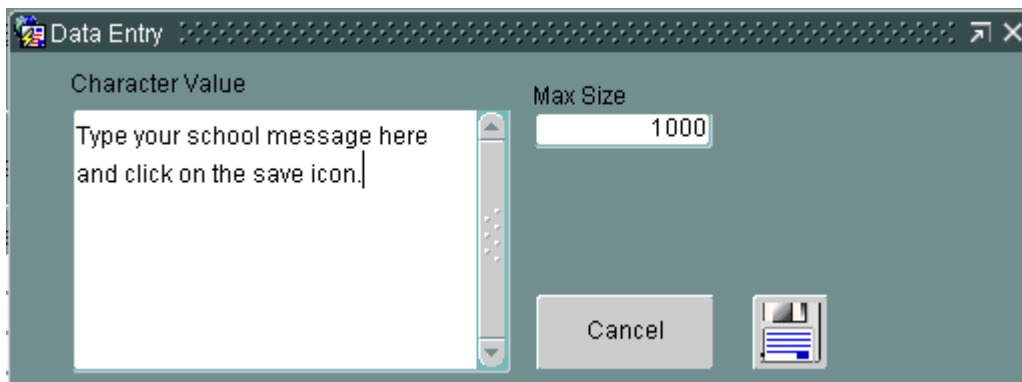 Data Entry
Character Value
Max Size
1000
Type your school message here
and click on the save icon.
Cancel